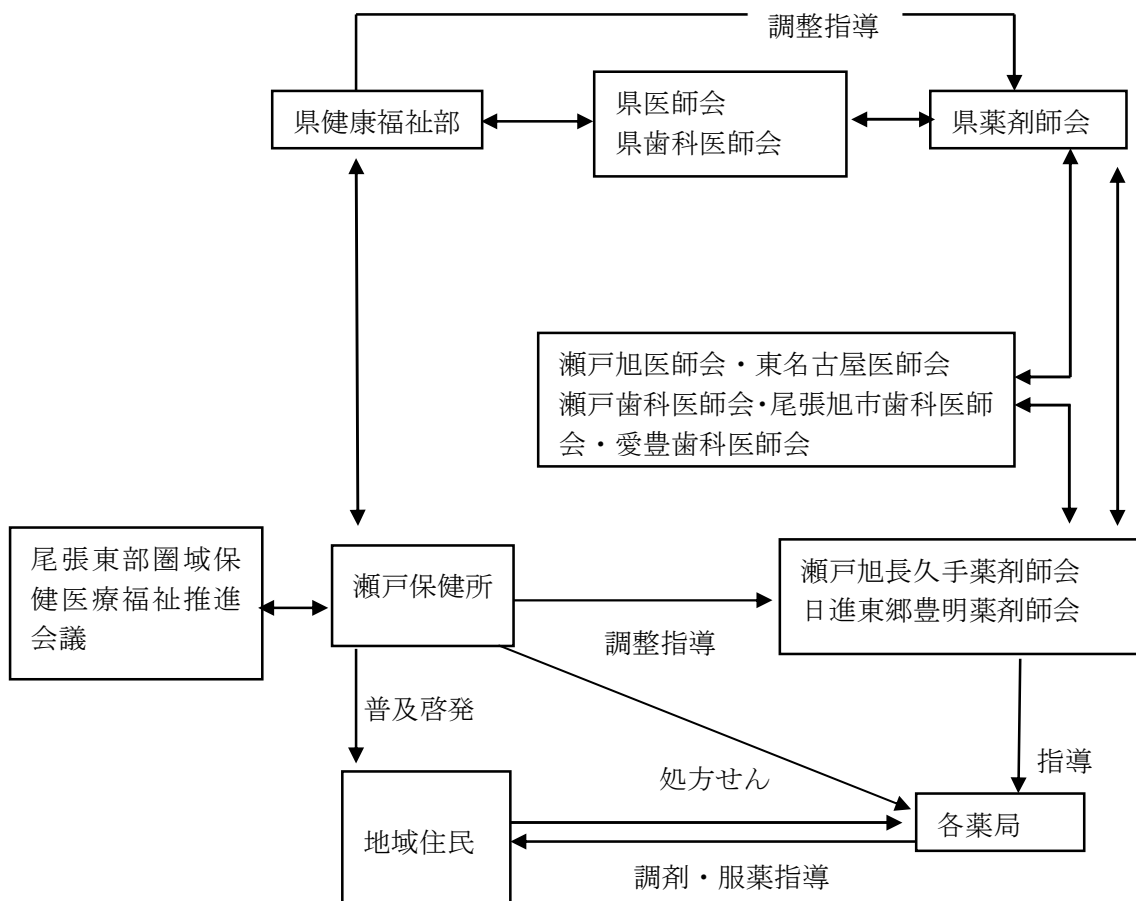 調整指導
県健康福祉部
県医師会
県歯科医師会
県薬剤師会
瀬戸旭医師会・東名古屋医師会
瀬戸歯科医師会・尾張旭市歯科医師
会・愛豊歯科医師会
尾張東部圏域保
健医療福祉推進
会議
瀬戸保健所
瀬戸旭長久手薬剤師会
日進東郷豊明薬剤師会
調整指導
普及啓発
処方せん
指導
地域住民
各薬局
調剤・服薬指導